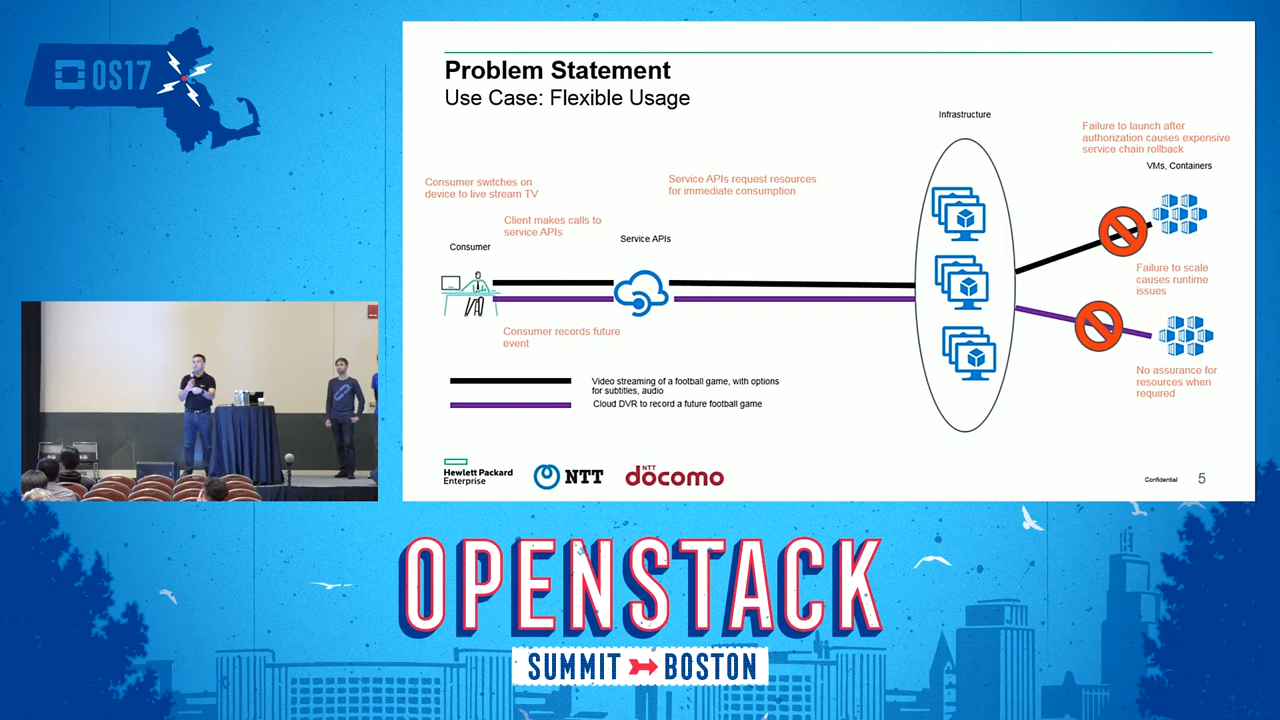 OS17
Problem Statement
Use Case: Flexible Usage
Infrastructure
Failure to launch after
authorization causes expensive
service chain rollback
VMs, Containers
Consumer switches on
device to live stream TV
Service APIs request resources
for immediate consumption
Client makes calls to
service APIs
Consumer
Service APIs
Failure to scale
causes runtime
issues
Consumer records future
event
No assurance for
resources when
required
Video streaming of a football game, with options
for subtitles, audio
Cloud DVR to record a future football game
Hewlett Packard
Enterprise
NTT
NTT
döcomo
Confidential
5
OPENSTACK
SUMMIT BOSTON